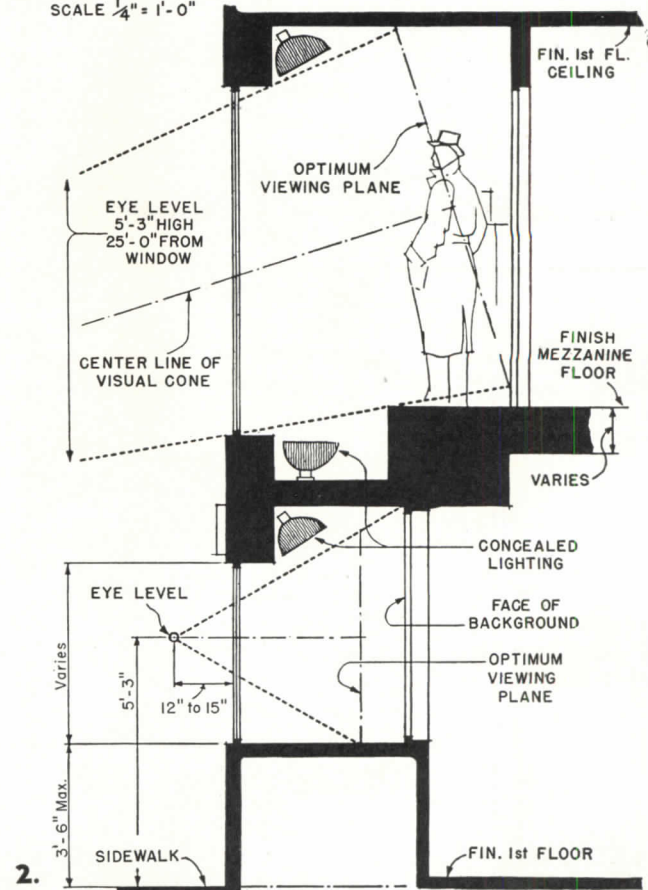 SCALE 1/4" = 1'-0"
FIN. 1st FL.
CEILING
OPTIMUM
VIEWING PLANE
EYE LEVEL
5'-3" HIGH
25'-0" FROM
WINDOW
CENTER LINE OF
VISUAL CONE
FINISH
MEZZANINE
FLOOR
VARIES
CONCEALED
LIGHTING
EYE LEVEL
FACE OF
BACKGROUND
Varies
5'-3"
12" to 15"
OPTIMUM
VIEWING
PLANE
3'-6" Max.
SIDEWALK
FIN. 1st FLOOR
2.